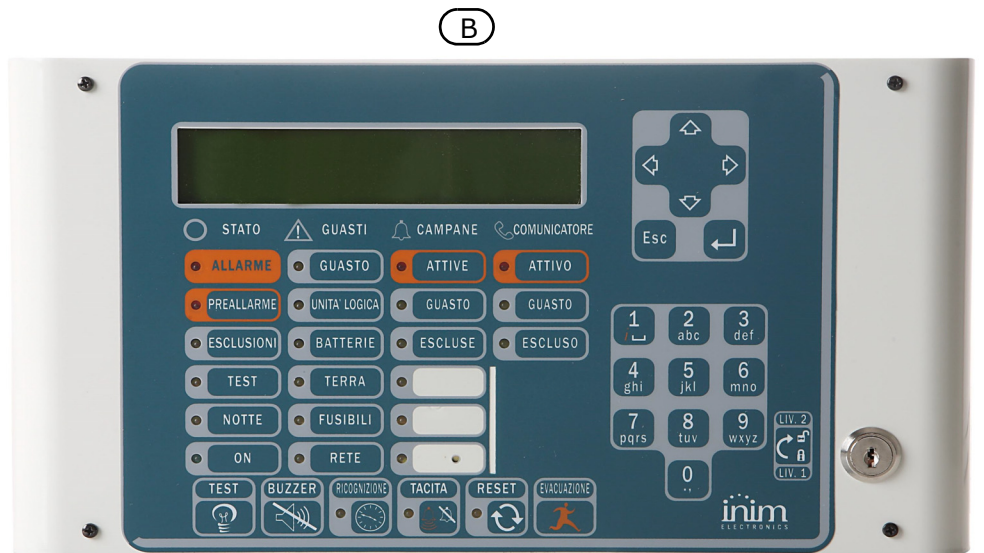 B
STATO GUASTI CAMPANE COMUNICATORE
ALLARME GUASTO ATTIVE ATTIVO
PREALLARME UNITA' LOGICA GUASTO GUASTO
ESCLUSIONI BATTERIE ESCLUSE ESCLUSO
TEST TERRA
NOTTE FUSIBILI
ON RETE
TEST BUZZER RICOGNIZIONE TACITA RESET EVACUAZIONE
Esc
1 2 3
abc def
4 5 6
ghi jkl mno
7 8 9
pqrs tuv wxyz
0
LIV. 2
LIV. 1
inim
ELECTRONICS